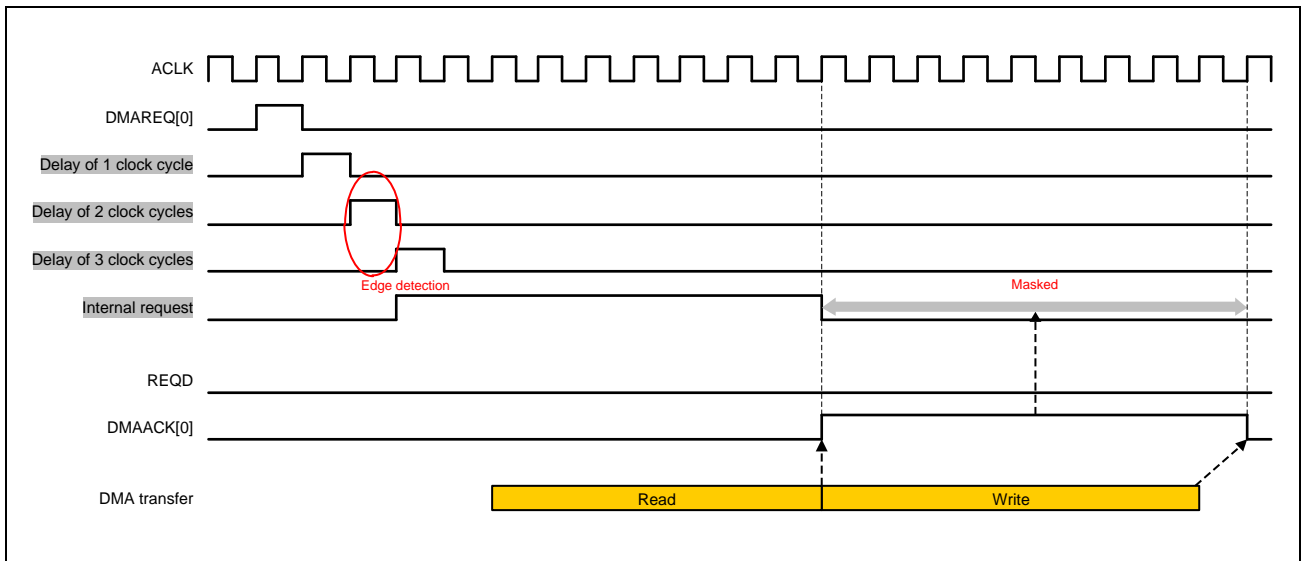 ACLK
DMAREQ[0]
Delay of 1 clock cycle
Delay of 2 clock cycles
Delay of 3 clock cycles
Edge detection
Masked
Internal request
REQD
DMAACK[0]
DMA transfer
Read
Write